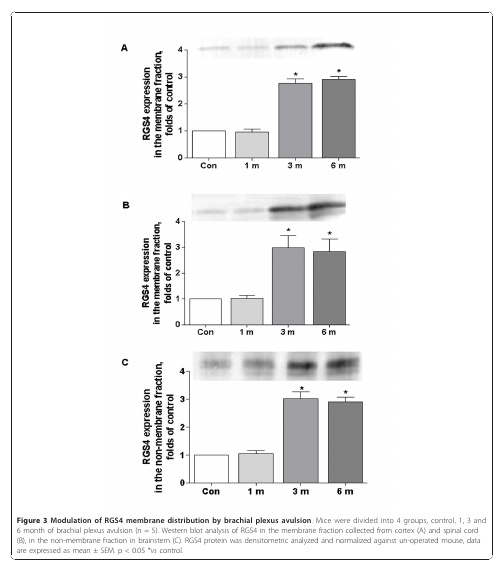 A
4
3
2
1
0
RGS4 expression
in the membrane fraction,
folds of control
* *
Con 1 m 3 m 6 m
B
4
3
2
1
0
RGS4 expression
in the membrane fraction,
folds of control
* *
Con 1 m 3 m 6 m
C
4
3
2
1
0
RGS4 expression
in the non-membrane fraction,
folds of control
* *
Con 1 m 3 m 6 m
Figure 3 Modulation of RGS4 membrane distribution by brachial plexus avulsion. Mice were divided into 4 groups, control, 1, 3 and
6 month of brachial plexus avulsion (n = 5). Western blot analysis of RGS4 in the membrane fraction collected from cortex (A) and spinal cord
(B), in the non-membrane fraction in brainstem (C). RGS4 protein was densitometric analyzed and normalized against un-operated mouse, data
are expressed as mean ± SEM. p < 0.05 *vs control.